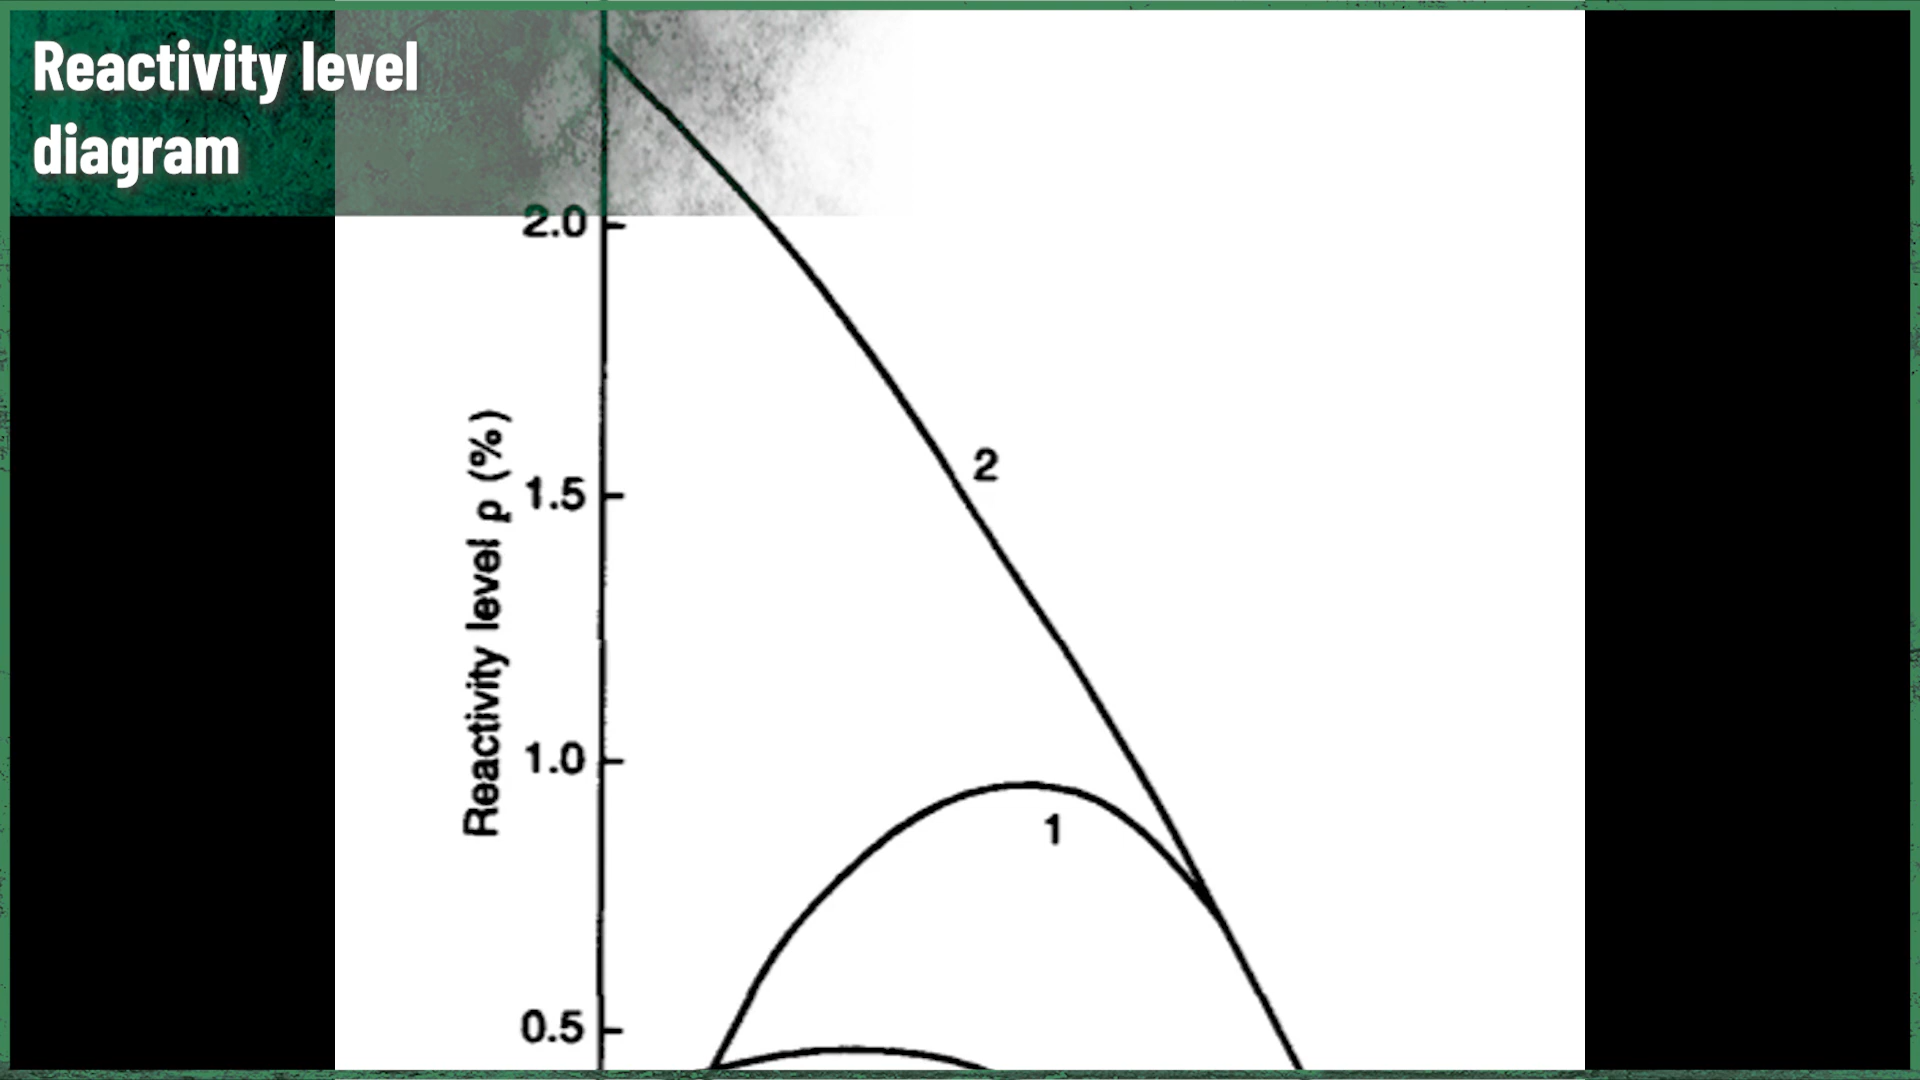 Reactivity level
diagram
2.0
1.5
1.0
0.5
Reactivity level ρ (%)
2
1